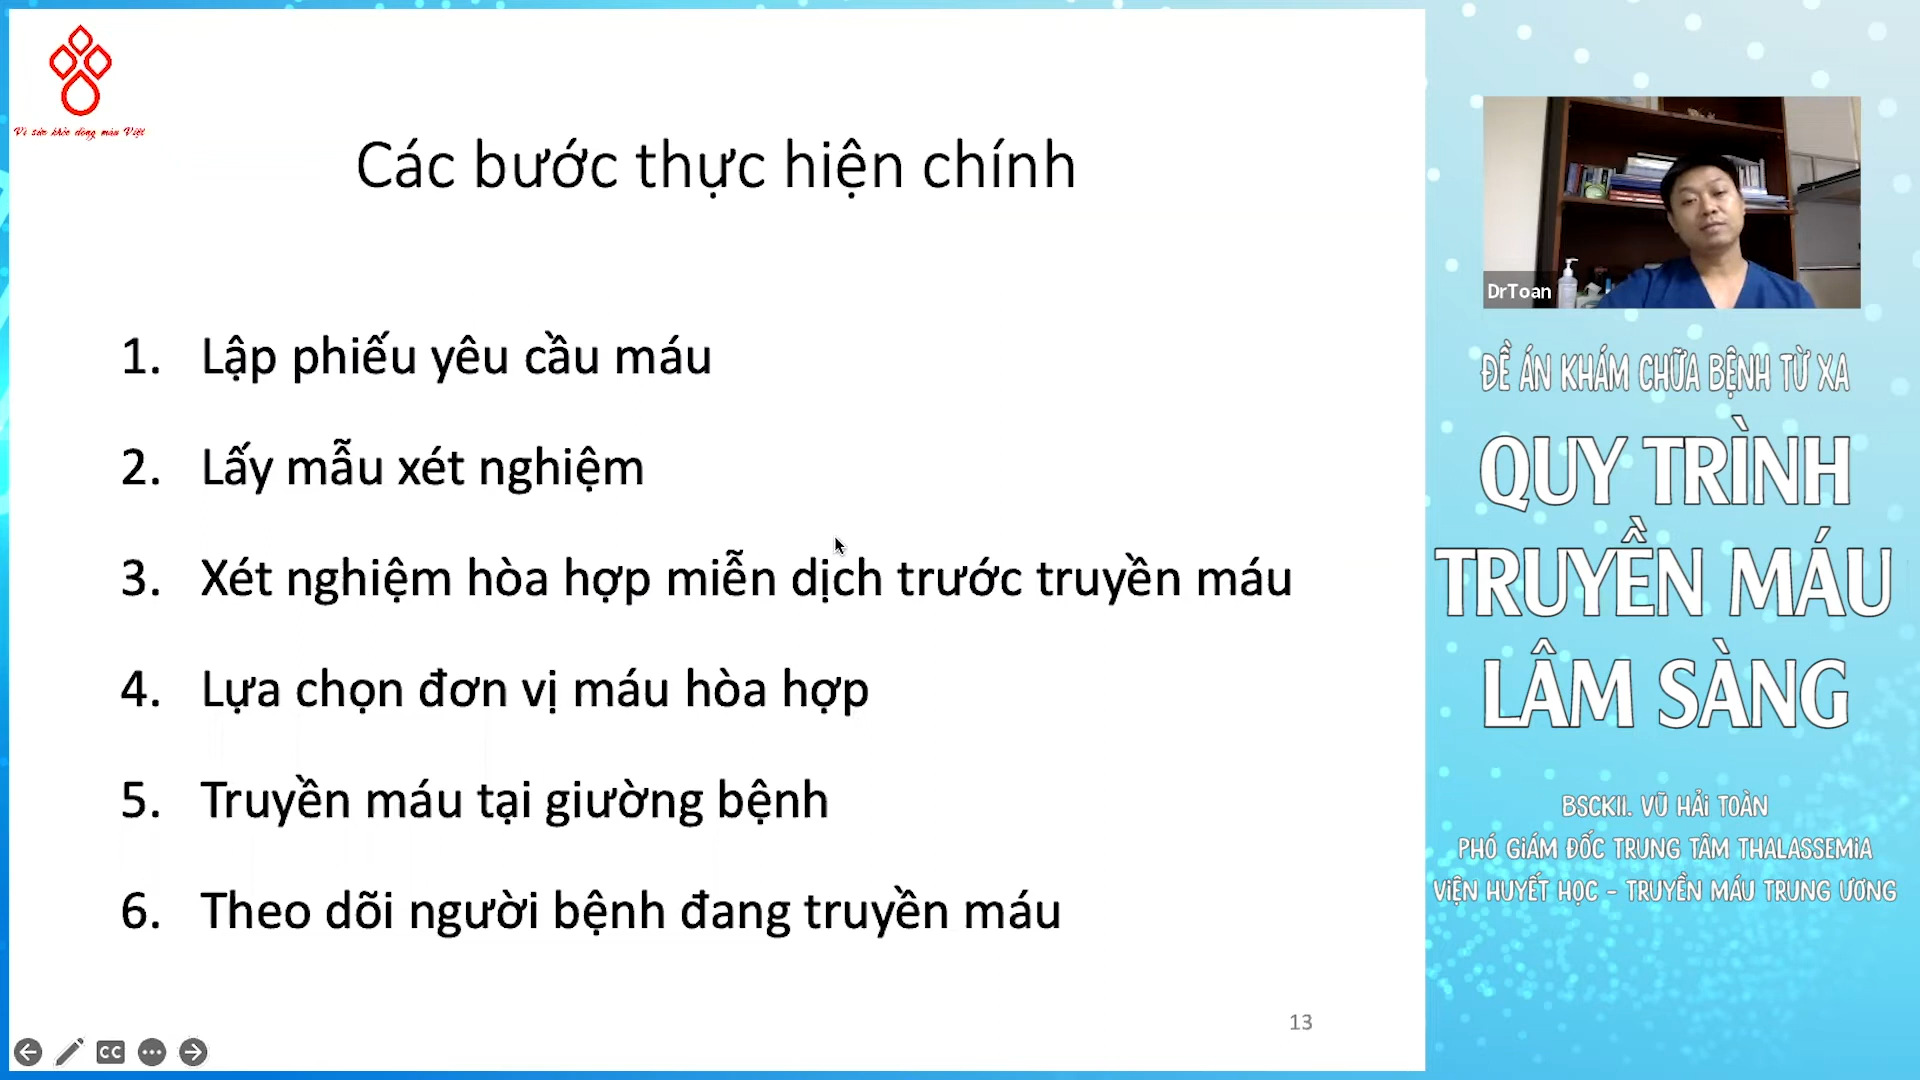 Vì sức khỏe dòng máu Việt
Các bước thực hiện chính
1. Lập phiếu yêu cầu máu
2. Lấy mẫu xét nghiệm
3. Xét nghiệm hòa hợp miễn dịch trước truyền máu
4. Lựa chọn đơn vị máu hòa hợp
5. Truyền máu tại giường bệnh
6. Theo dõi người bệnh đang truyền máu
13
CC
DrToan
ĐỀ ÁN KHÁM CHỮA BỆNH TỪ XA
QUY TRÌNH
TRUYỀN MÁU
LÂM SÀNG
BSCKII. VŨ HẢI TOÀN
PHÓ GIÁM ĐỐC TRUNG TÂM THALASSEMIA
VIỆN HUYẾT HỌC - TRUYỀN MÁU TRUNG ƯƠNG